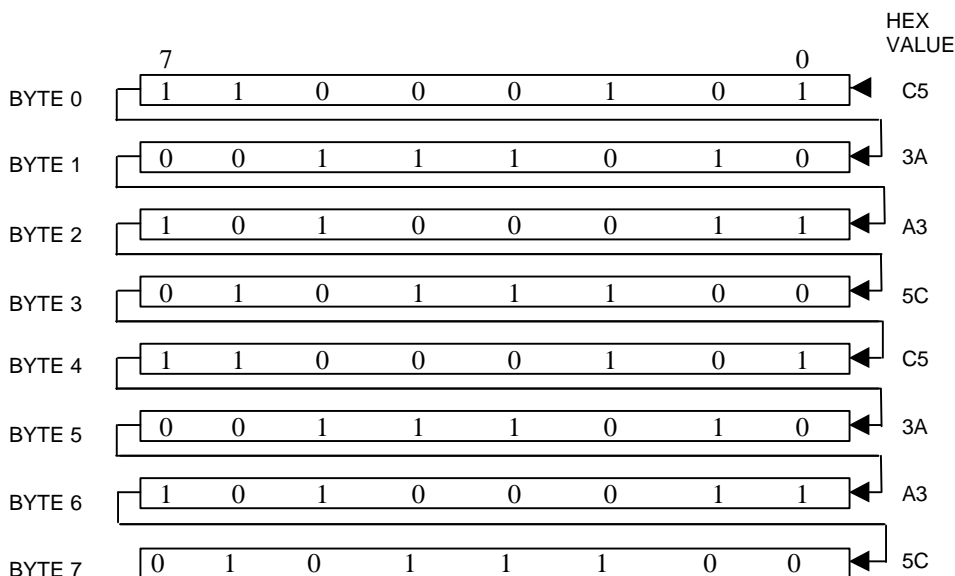 HEX
VALUE
7 0
BYTE 0 1 1 0 0 0 1 0 1 C5
BYTE 1 0 0 1 1 1 0 1 0 3A
BYTE 2 1 0 1 0 0 0 1 1 A3
BYTE 3 0 1 0 1 1 1 0 0 5C
BYTE 4 1 1 0 0 0 1 0 1 C5
BYTE 5 0 0 1 1 1 0 1 0 3A
BYTE 6 1 0 1 0 0 0 1 1 A3
BYTE 7 0 1 0 1 1 1 0 0 5C